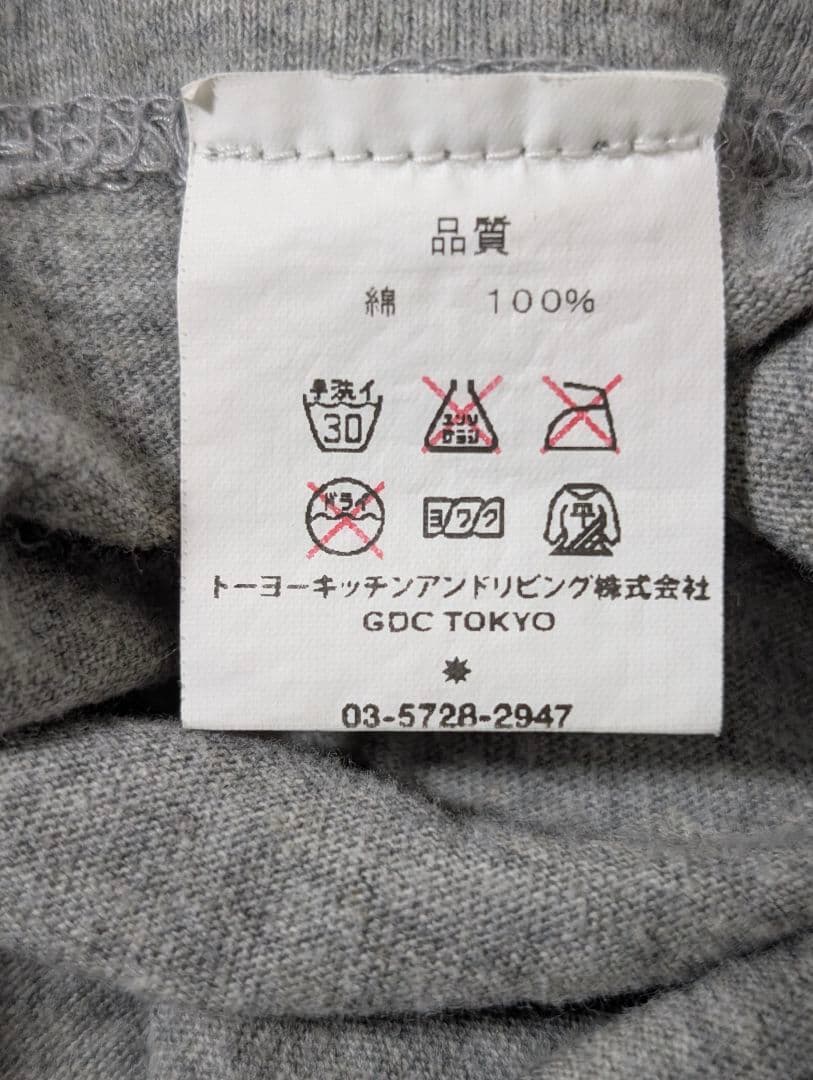 品質
綿 100%
手洗イ
30
エンソ
サラシ
ドライ
ヨワク
平
トーヨーキッチンアンドリビング株式会社
GDC TOKYO
03-5728-2947